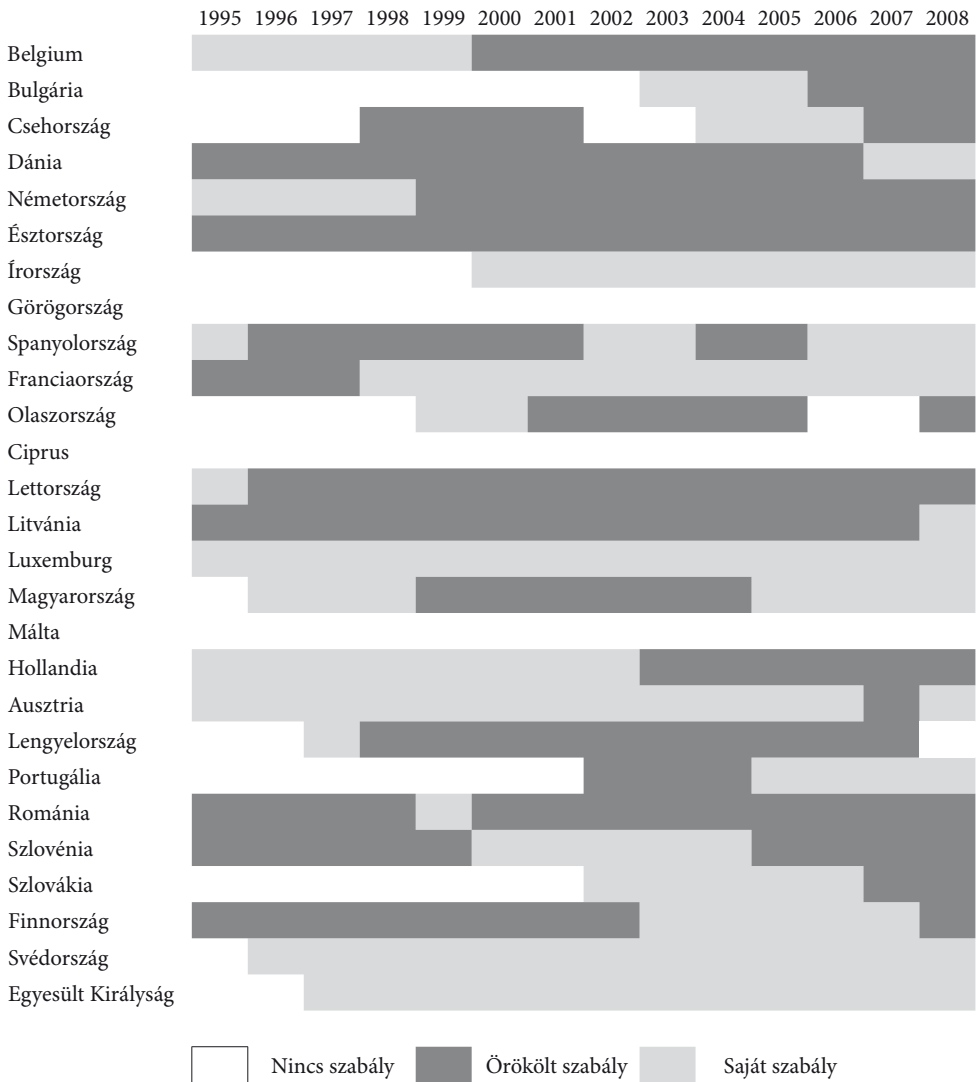 1995 1996 1997 1998 1999 2000 2001 2002 2003 2004 2005 2006 2007 2008
Belgium
Bulgária
Csehország
Dánia
Németország
Észtország
Írország
Görögország
Spanyolország
Franciaország
Olaszország
Ciprus
Lettország
Litvánia
Luxemburg
Magyarország
Málta
Hollandia
Ausztria
Lengyelország
Portugália
Románia
Szlovénia
Szlovákia
Finnország
Svédország
Egyesült Királyság
Nincs szabály Örökölt szabály Saját szabály